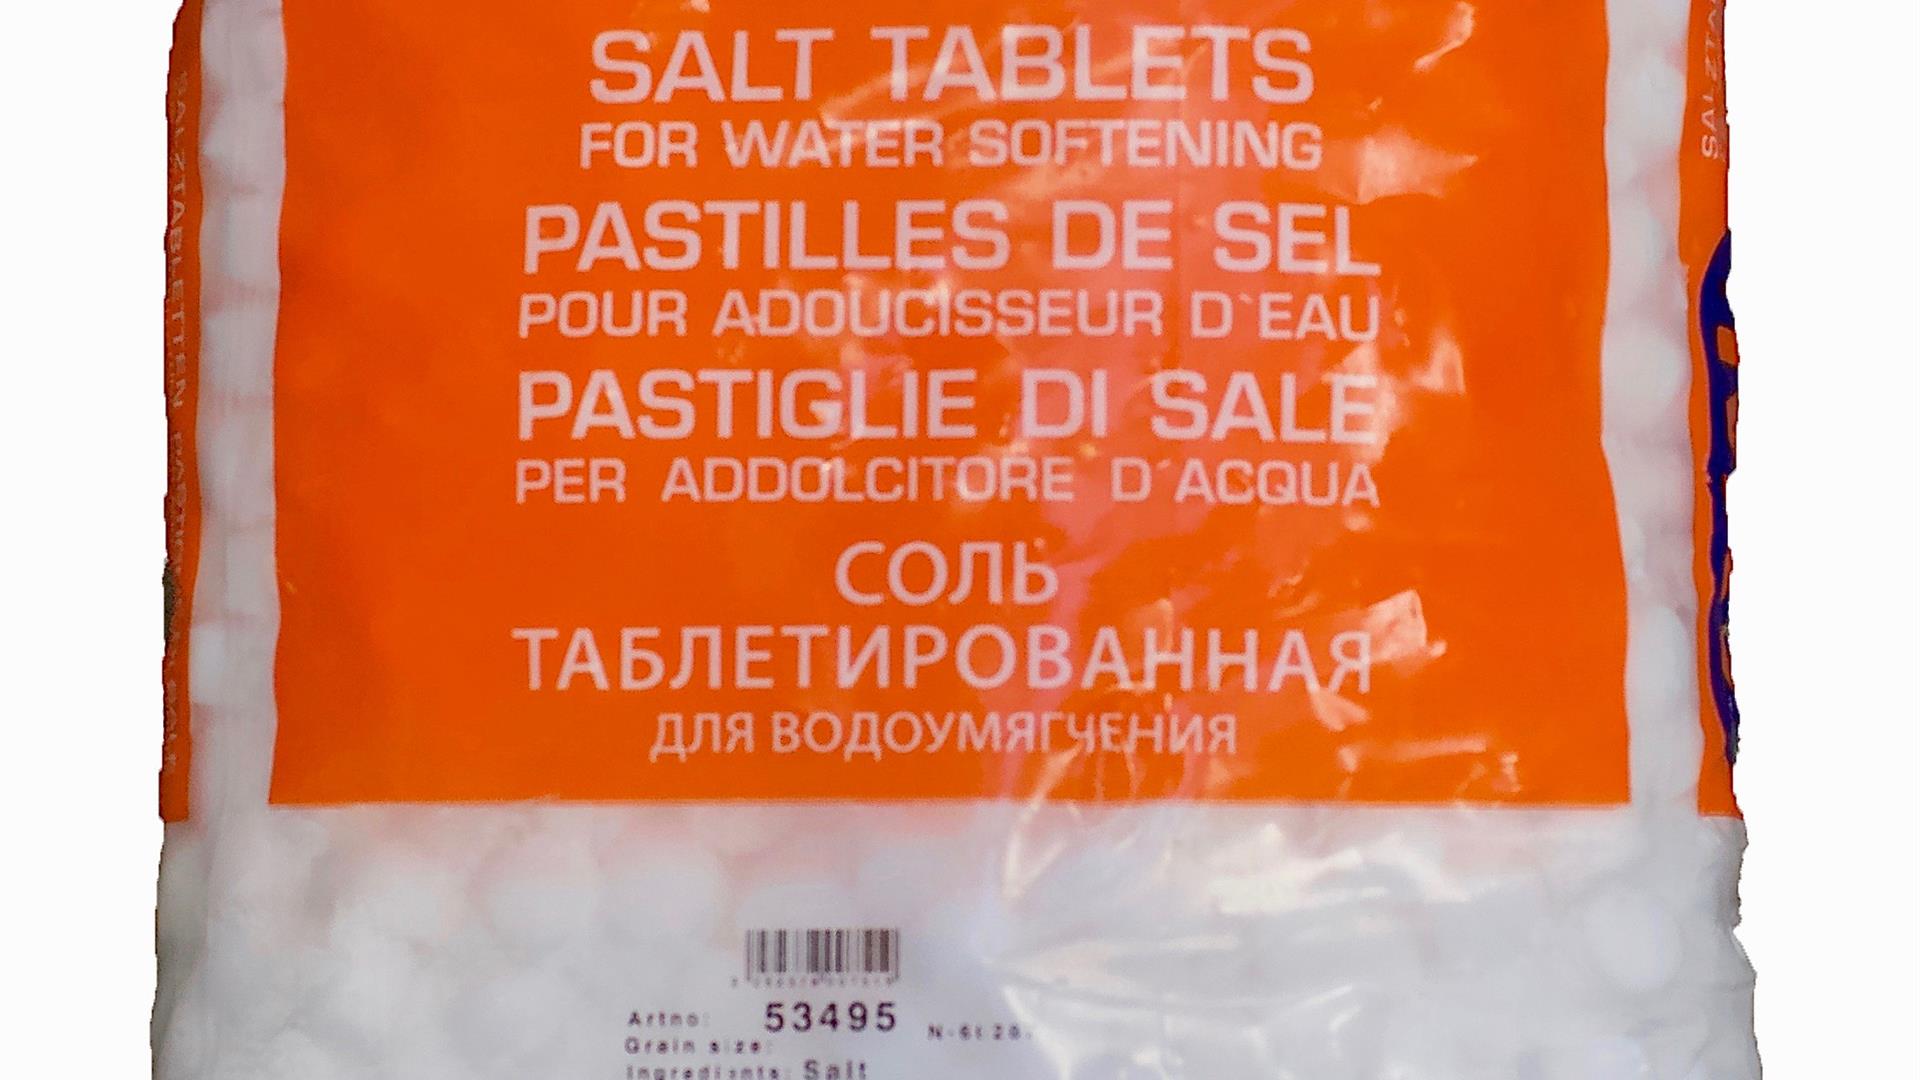 SALT TABLETS
FOR WATER SOFTENING
PASTILLES DE SEL
POUR ADOUCISSEUR D`EAU
PASTIGLIE DI SALE
PER ADDOLCITORE D´ACQUA
СОЛЬ
ТАБЛЕТИРОВАННАЯ
ДЛЯ ВОДОУМЯГЧЕНИЯ
Artno: 53495
Grain size:
Ingredients: Salt
SALZTABLETTEN